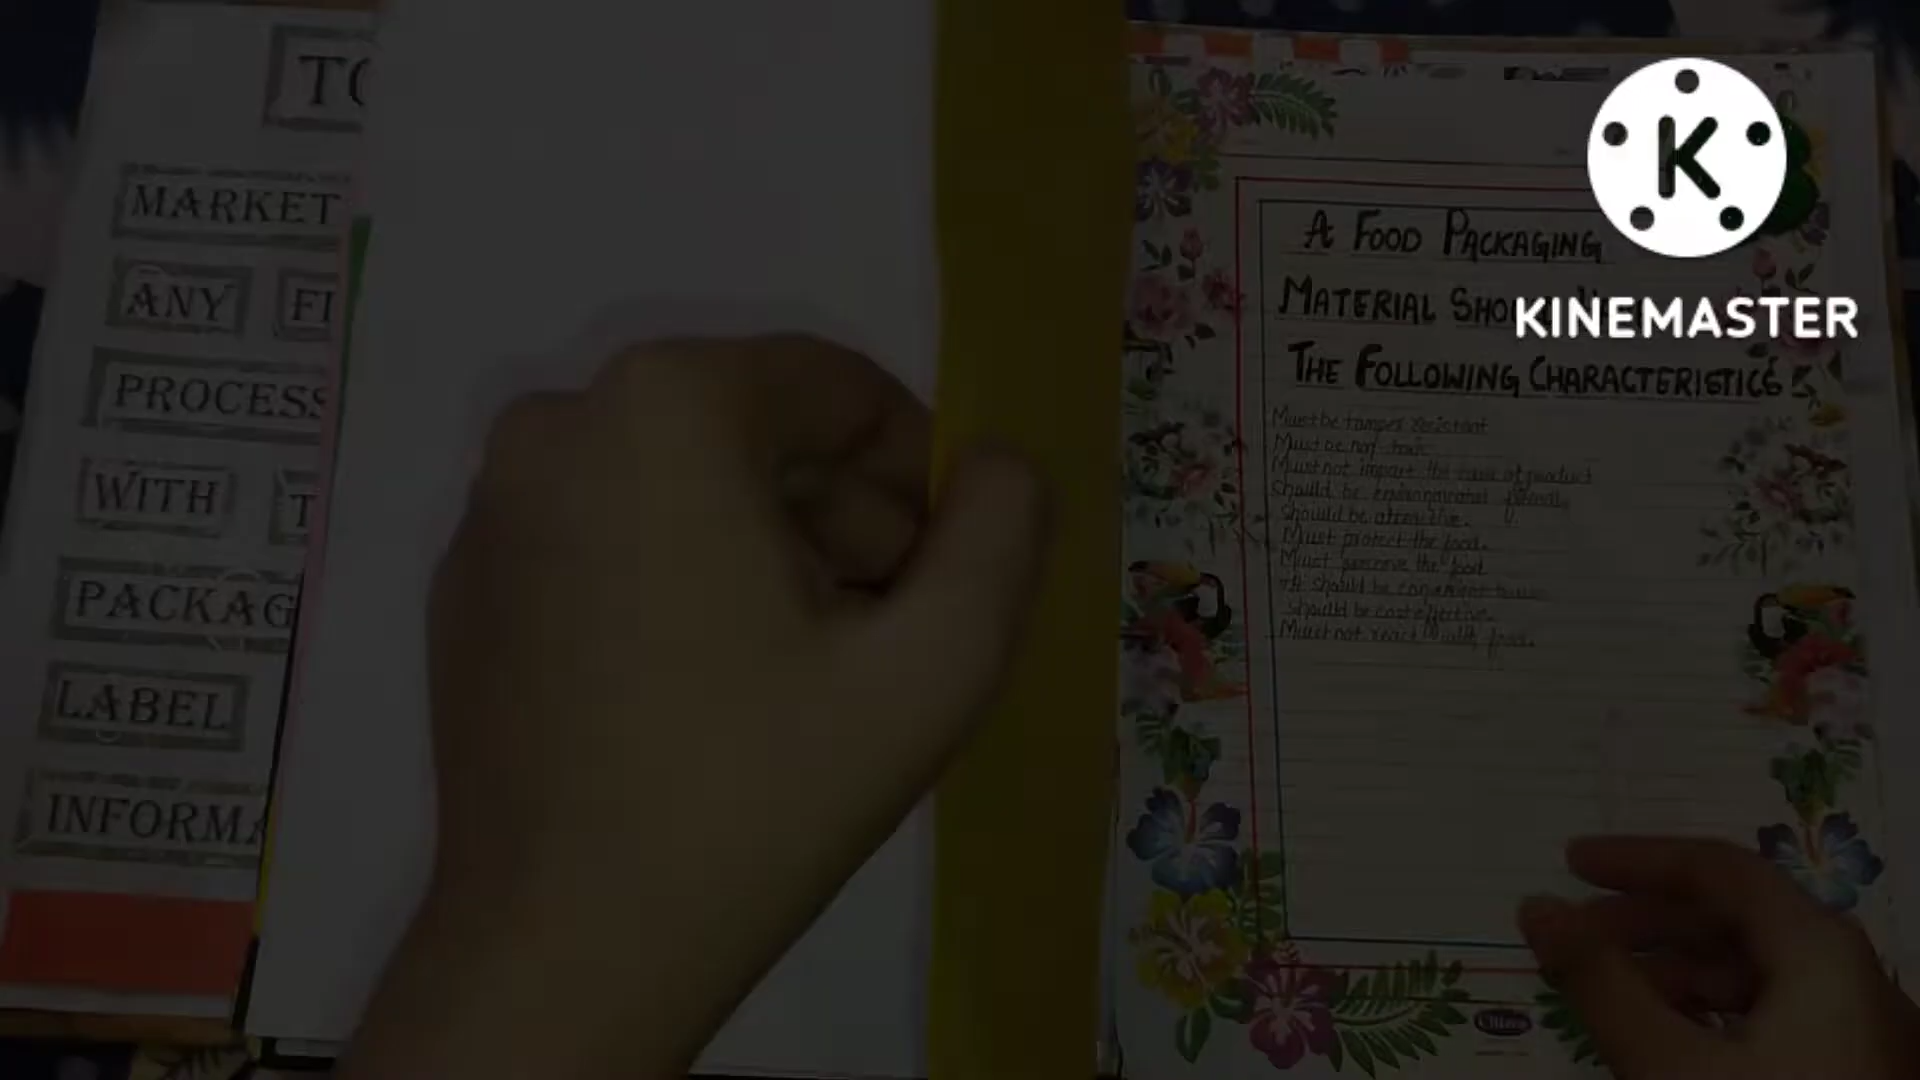 TO
MARKET
ANY FI
PROCESS
WITH T
PACKAG
LABEL
INFORMA
A FOOD PACKAGING
MATERIAL SHO
THE FOLLOWING CHARACTERISTICS
Must be tamper resistant
Must be non toxic
Must not impart the of product
Should be environmental friendly
Should be attractive.
Must protect the food.
Must preserve the food
It should be convenient to use
Should be cost effective.
Must not react with food.
KINEMASTER